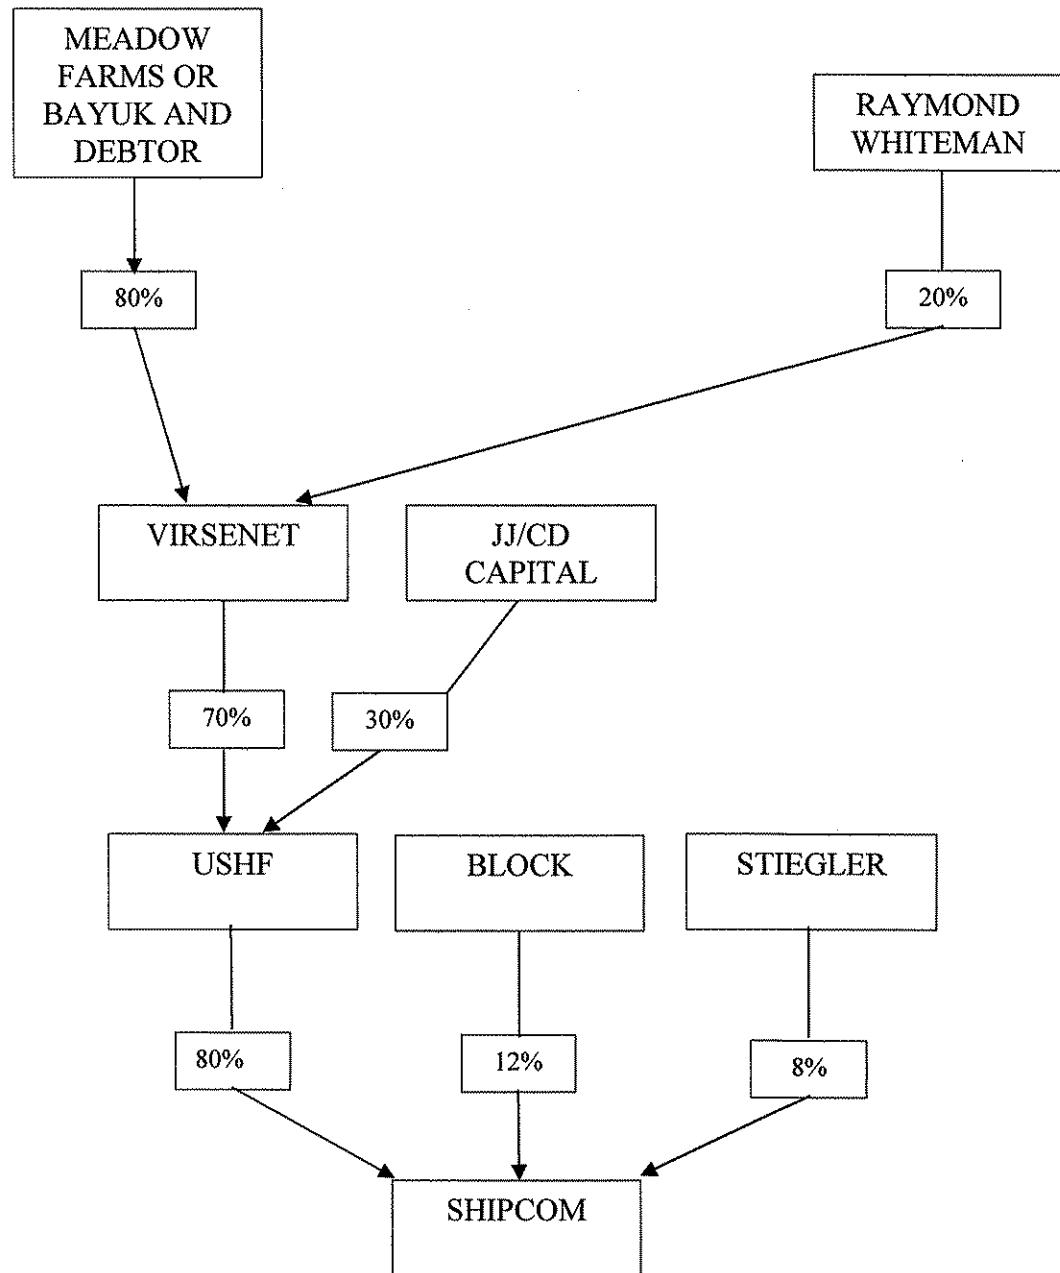 MEADOW
FARMS OR
BAYUK AND
DEBTOR
RAYMOND
WHITEMAN
80%
20%
VIRSENET
JJ/CD
CAPITAL
70%
30%
USHF
BLOCK
STIEGLER
80%
12%
8%
SHIPCOM